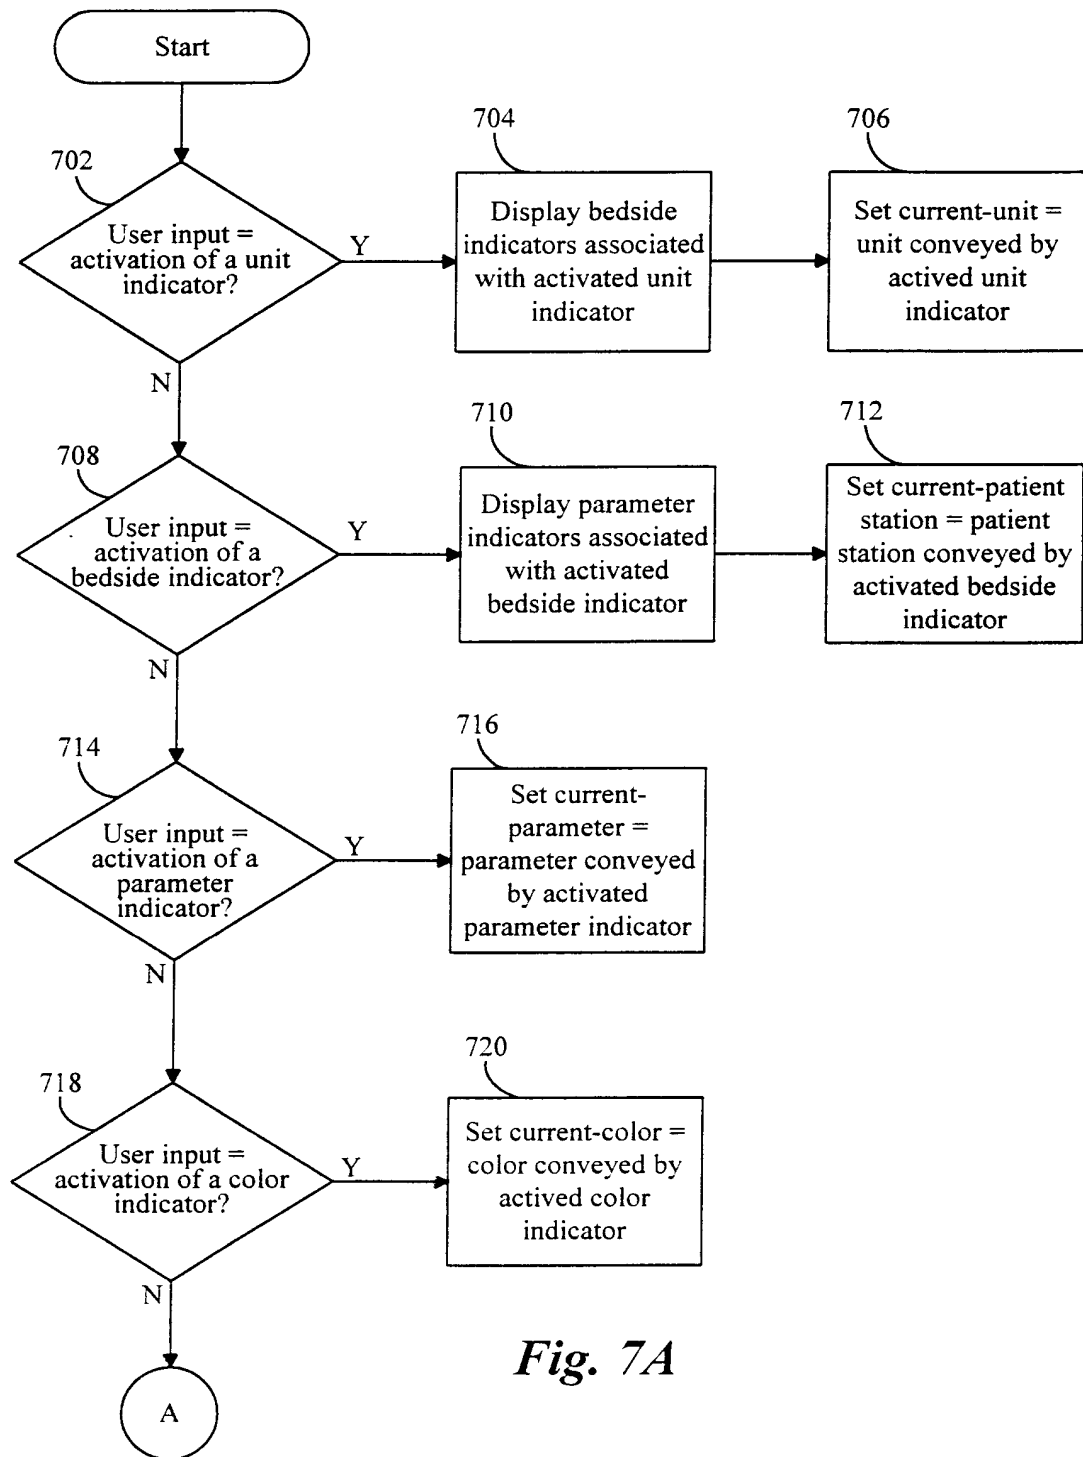 Start
702
User input =
activation of a unit
indicator?
Y
704
Display bedside
indicators associated
with activated unit
indicator
706
Set current-unit =
unit conveyed by
actived unit
indicator
N
708
User input =
activation of a
bedside indicator?
Y
710
Display parameter
indicators associated
with activated
bedside indicator
712
Set current-patient
station = patient
station conveyed by
activated bedside
indicator
N
714
User input =
activation of a
parameter
indicator?
Y
716
Set current-
parameter =
parameter conveyed
by activated
parameter indicator
N
718
User input =
activation of a color
indicator?
Y
720
Set current-color =
color conveyed by
actived color
indicator
N
A
Fig. 7A